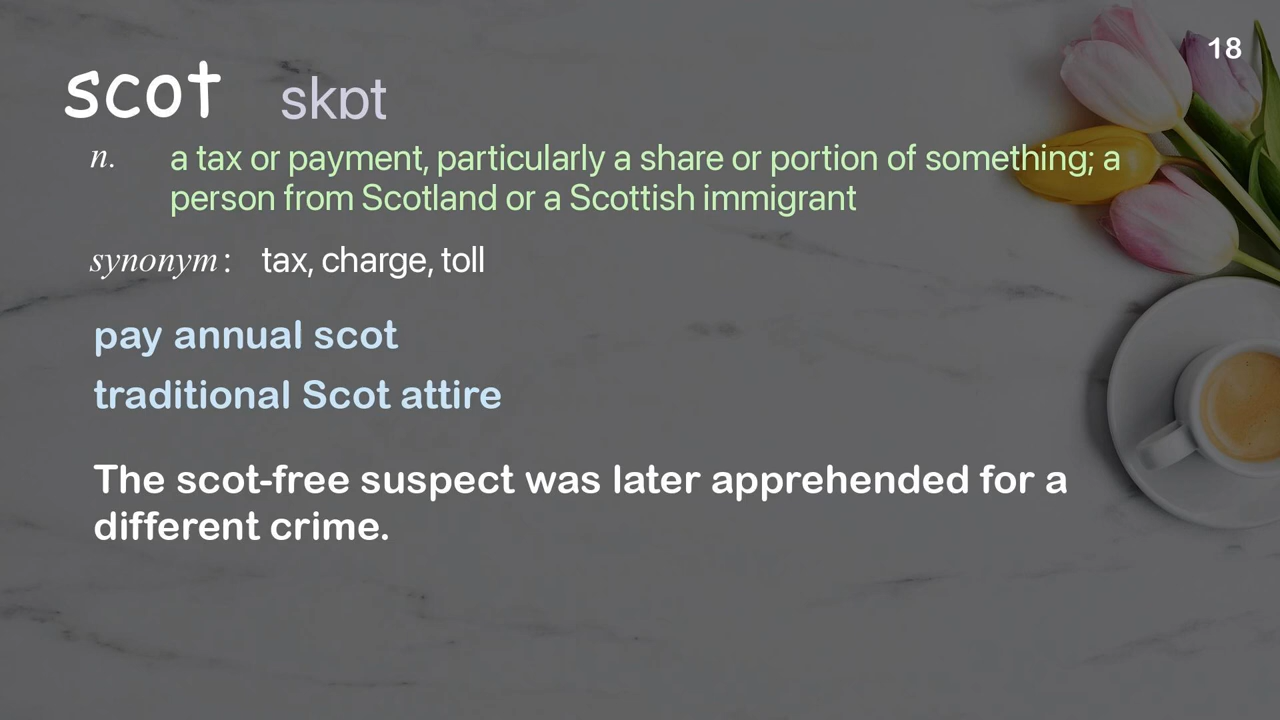 18
scot skɒt
n. a tax or payment, particularly a share or portion of something; a
person from Scotland or a Scottish immigrant
synonym : tax, charge, toll
pay annual scot
traditional Scot attire
The scot-free suspect was later apprehended for a
different crime.